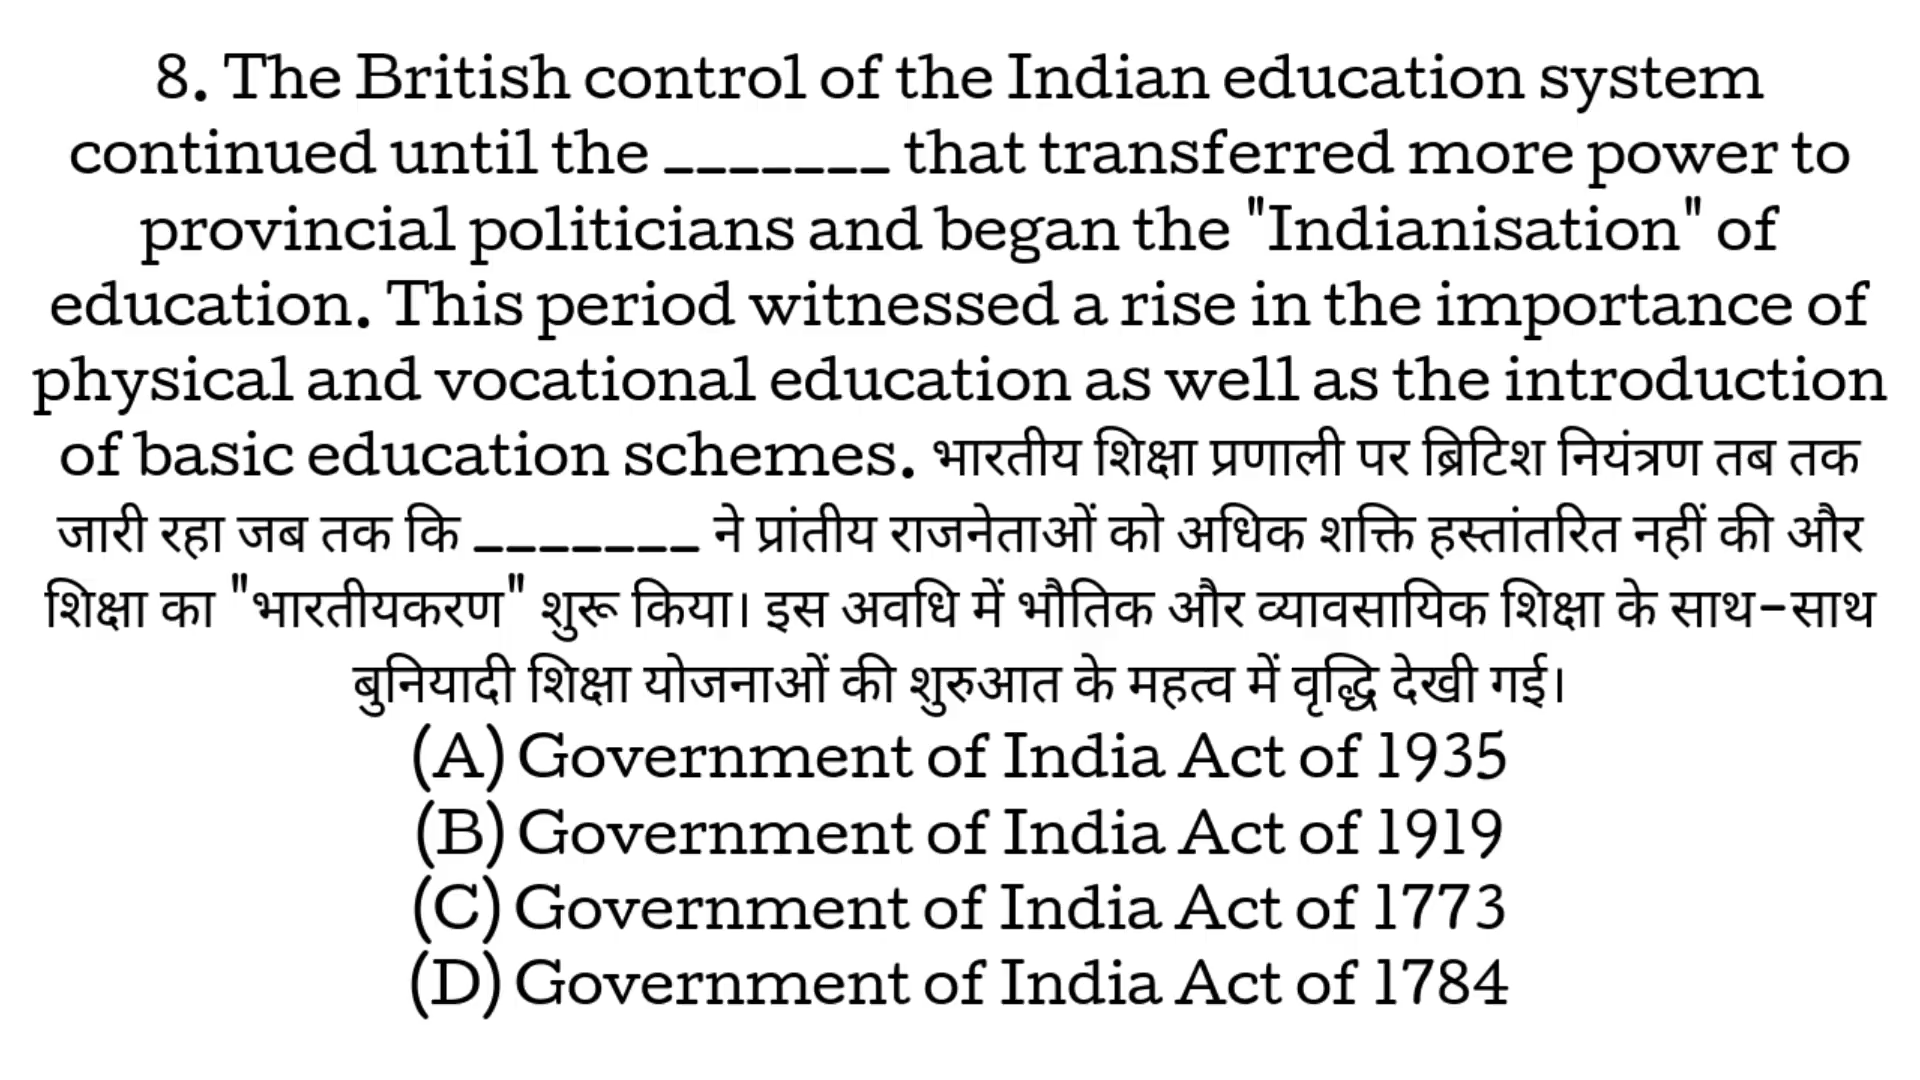 8. The British control of the Indian education system
continued until the _______ that transferred more power to
provincial politicians and began the "Indianisation" of
education. This period witnessed a rise in the importance of
physical and vocational education as well as the introduction
of basic education schemes. भारतीय शिक्षा प्रणाली पर ब्रिटिश नियंत्रण तब तक
जारी रहा जब तक कि _______ ने प्रांतीय राजनेताओं को अधिक शक्ति हस्तांतरित नहीं की और
शिक्षा का "भारतीयकरण" शुरू किया। इस अवधि में भौतिक और व्यावसायिक शिक्षा के साथ-साथ
बुनियादी शिक्षा योजनाओं की शुरुआत के महत्व में वृद्धि देखी गई।
(A) Government of India Act of 1935
(B) Government of India Act of 1919
(C) Government of India Act of 1773
(D) Government of India Act of 1784